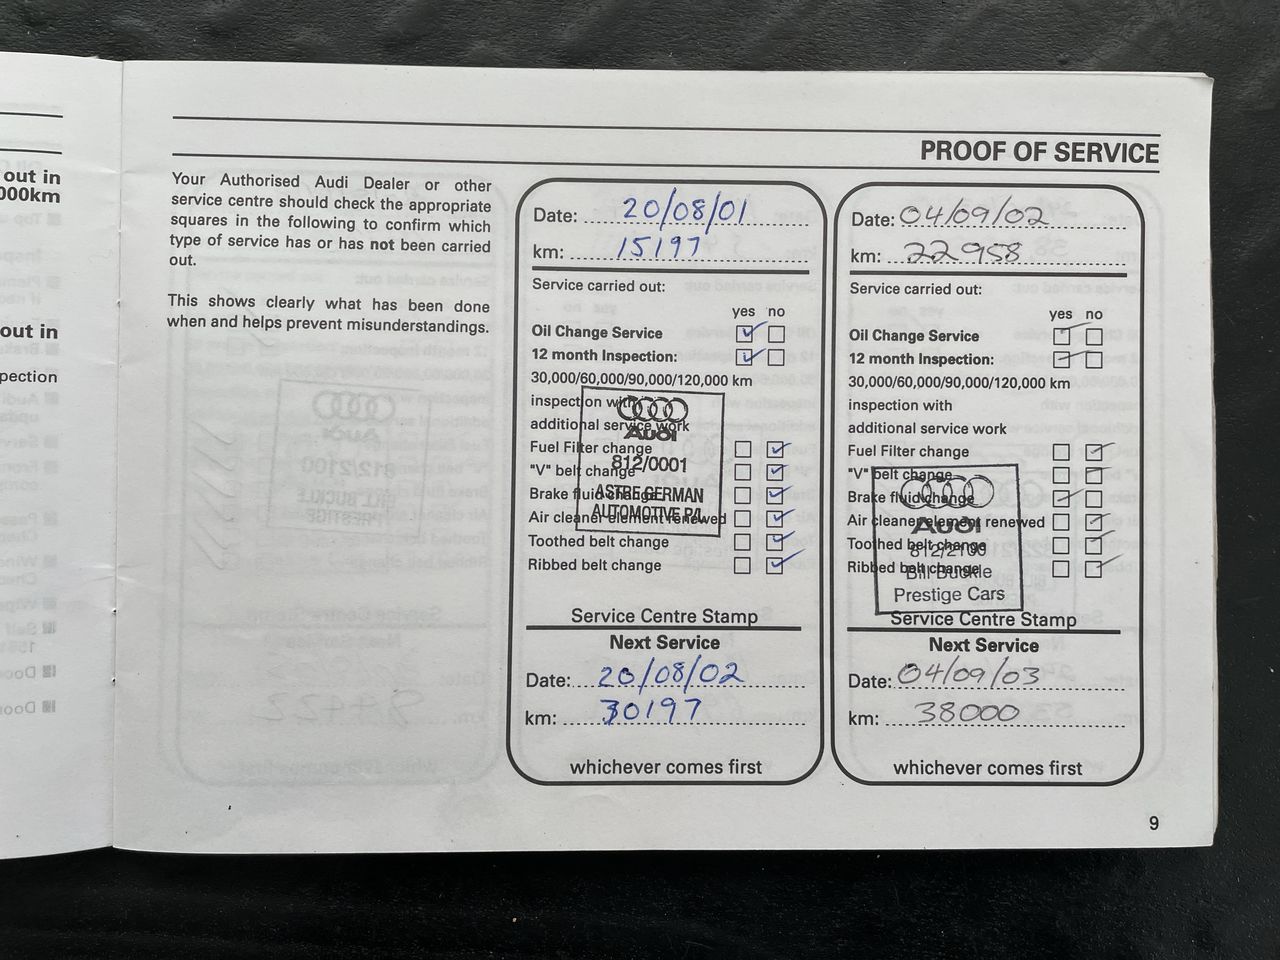 out in
000km
out in
pection
PROOF OF SERVICE
Your Authorised Audi Dealer or other
service centre should check the appropriate
squares in the following to confirm which
type of service has or has not been carried
out.
This shows clearly what has been done
when and helps prevent misunderstandings.
Date: 20/08/01
km: 15197
Service carried out:
yes no
Oil Change Service
12 month Inspection:
30,000/60,000/90,000/120,000 km
inspection with
additional service work
Fuel Filter change
"V" belt change
Brake fluid change
Air cleaner element renewed
Toothed belt change
Ribbed belt change
Audi
812/0001
ASTRE GERMAN
AUTOMOTIVE P/L
Service Centre Stamp
Next Service
Date: 20/08/02
km: 30197
whichever comes first
Date: 04/09/02
km: 22958
Service carried out:
yes no
Oil Change Service
12 month Inspection:
30,000/60,000/90,000/120,000 km
inspection with
additional service work
Fuel Filter change
"V" belt change
Brake fluid change
Air cleaner element renewed
Toothed belt change
Ribbed belt change
Audi
812/2100
Bill Buckle
Prestige Cars
Service Centre Stamp
Next Service
Date: 04/09/03
km: 38000
whichever comes first
9